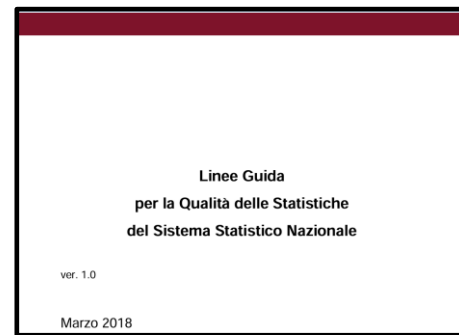 Linee Guida
per la Qualità delle Statistiche
del Sistema Statistico Nazionale
ver. 1.0
Marzo 2018